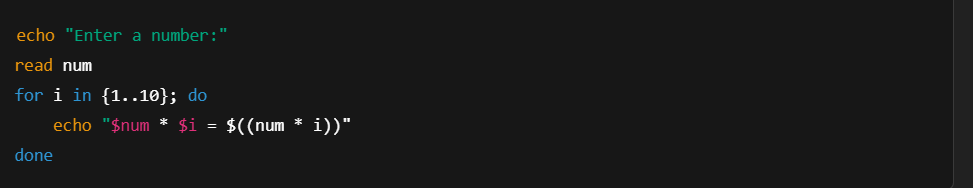 echo "Enter a number:"
read num
for i in {1..10}; do
    echo "$num * $i = $((num * i))"
done